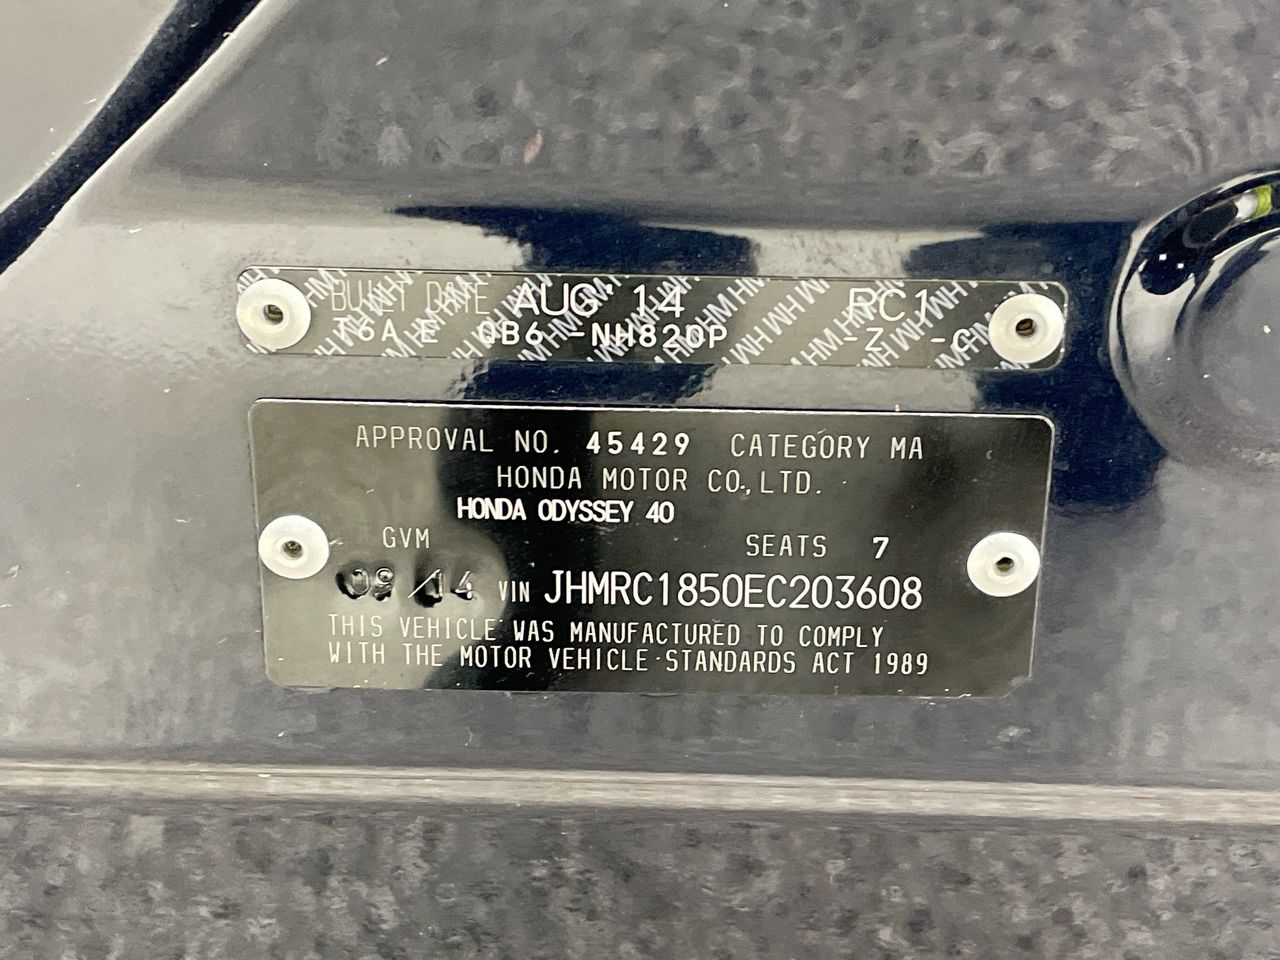 BUILT DATE AUG' 14 RC1
T6A E QB6 -NH820P -Z -C
APPROVAL NO. 45429 CATEGORY MA
HONDA MOTOR CO.,LTD.
HONDA ODYSSEY 40
GVM SEATS 7
09/14 VIN JHMRC1850EC203608
THIS VEHICLE WAS MANUFACTURED TO COMPLY
WITH THE MOTOR VEHICLE STANDARDS ACT 1989